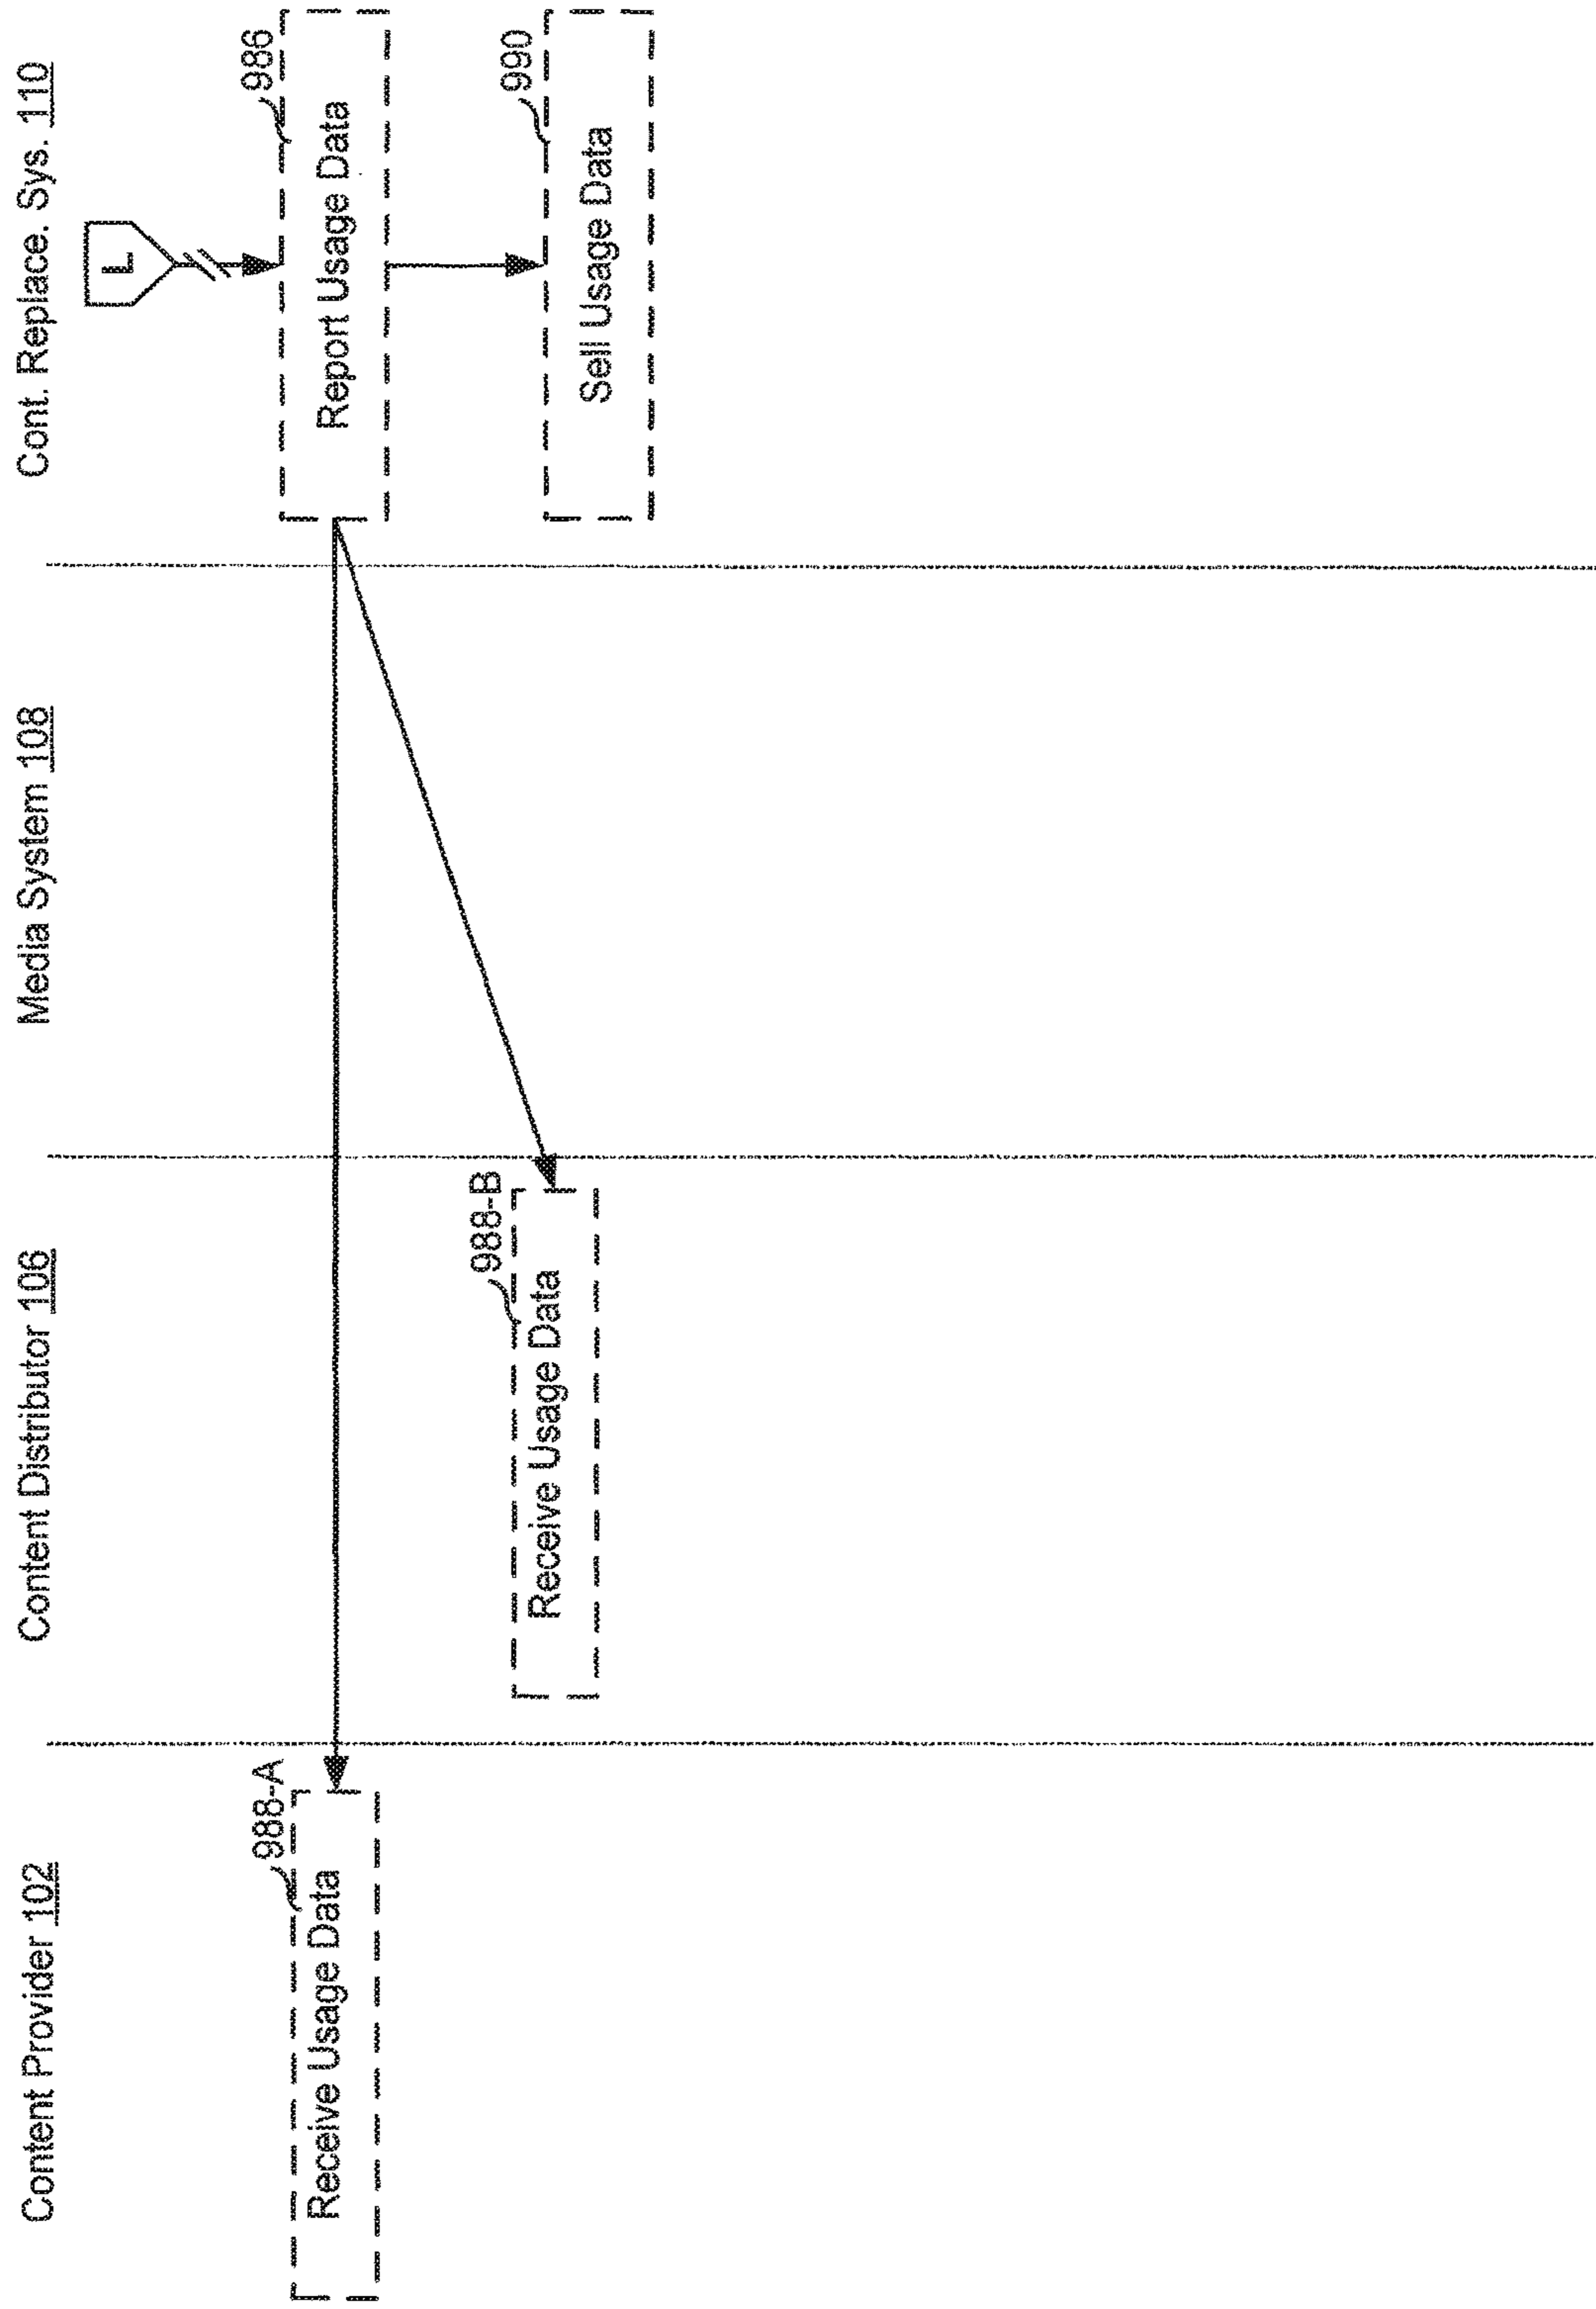 Content Provider 102
Content Distributor 106
Media System 108
Cont. Replace. Sys. 110
L
986
Report Usage Data
988-A
Receive Usage Data
988-B
Receive Usage Data
990
Sell Usage Data